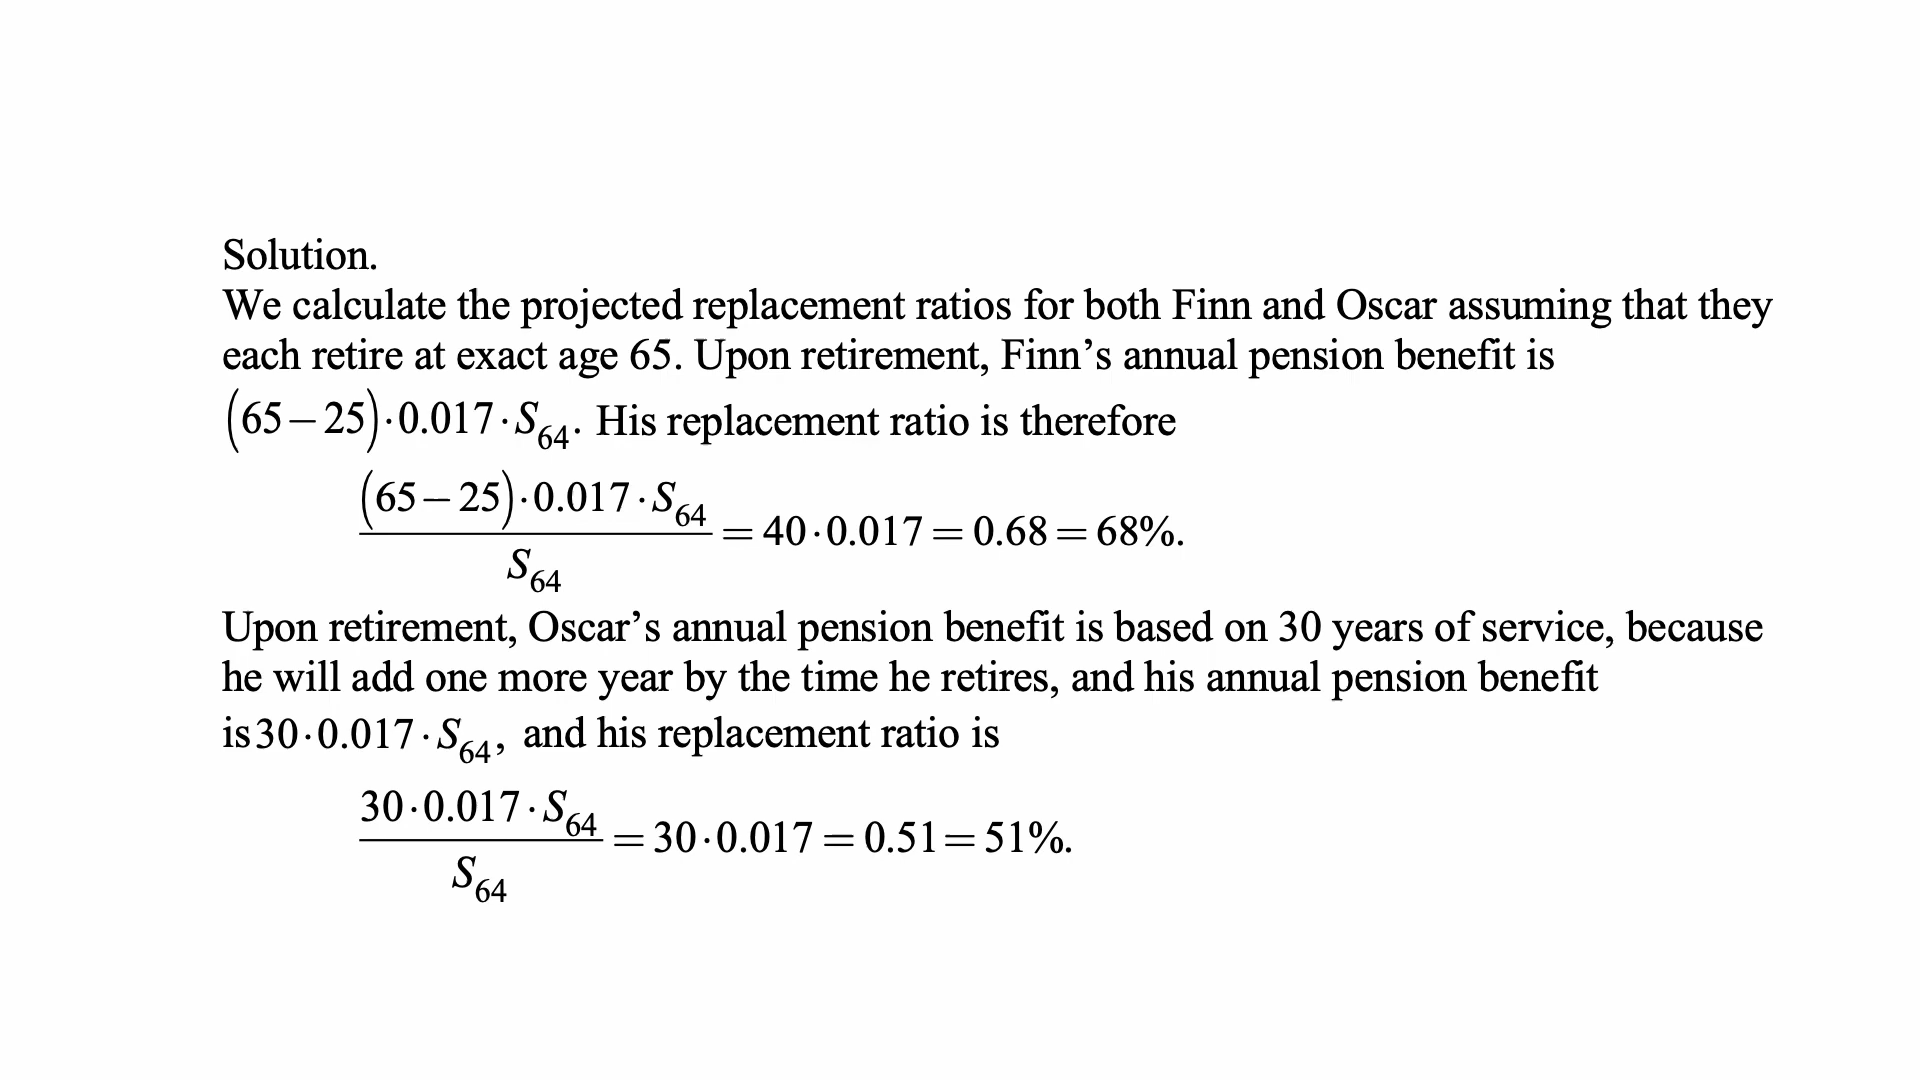 Solution.
We calculate the projected replacement ratios for both Finn and Oscar assuming that they
each retire at exact age 65. Upon retirement, Finn’s annual pension benefit is
(65 − 25)·0.017·S₆₄. His replacement ratio is therefore
(65 − 25)·0.017·S₆₄ / S₆₄ = 40·0.017 = 0.68 = 68%.
Upon retirement, Oscar’s annual pension benefit is based on 30 years of service, because
he will add one more year by the time he retires, and his annual pension benefit
is 30·0.017·S₆₄, and his replacement ratio is
30·0.017·S₆₄ / S₆₄ = 30·0.017 = 0.51 = 51%.